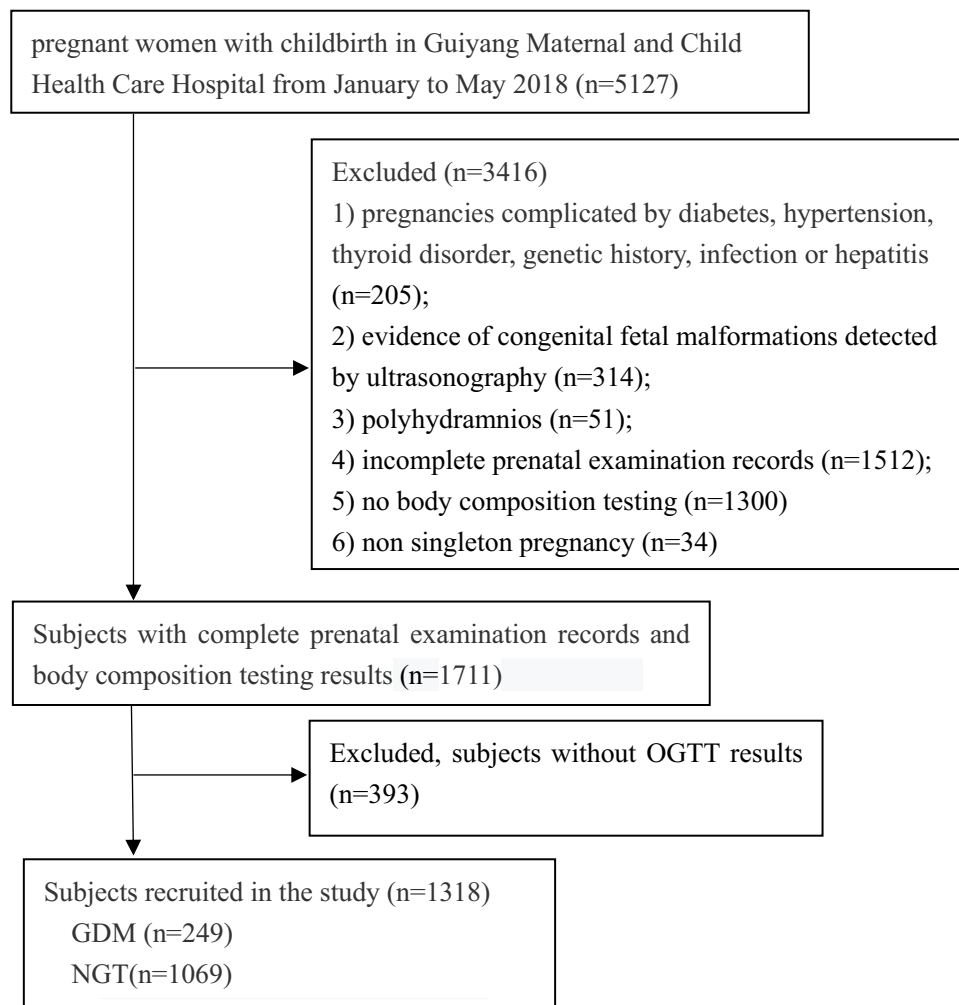 pregnant women with childbirth in Guiyang Maternal and Child
Health Care Hospital from January to May 2018 (n=5127)
Excluded (n=3416)
1) pregnancies complicated by diabetes, hypertension,
thyroid disorder, genetic history, infection or hepatitis
(n=205);
2) evidence of congenital fetal malformations detected
by ultrasonography (n=314);
3) polyhydramnios (n=51);
4) incomplete prenatal examination records (n=1512);
5) no body composition testing (n=1300)
6) non singleton pregnancy (n=34)
Subjects with complete prenatal examination records and
body composition testing results (n=1711)
Excluded, subjects without OGTT results
(n=393)
Subjects recruited in the study (n=1318)
GDM (n=249)
NGT(n=1069)